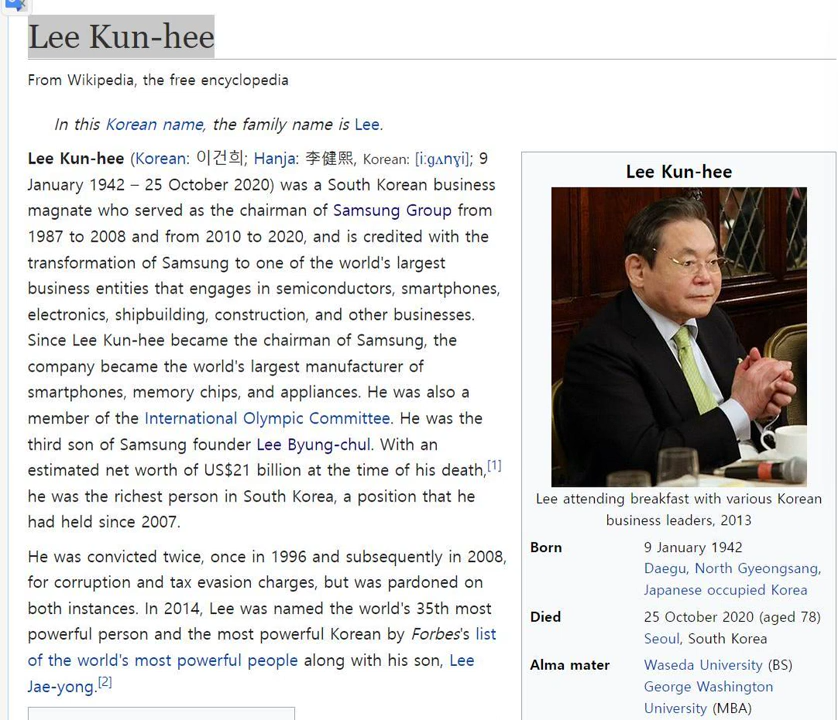 Lee Kun-hee
From Wikipedia, the free encyclopedia
In this Korean name, the family name is Lee.
Lee Kun-hee (Korean: 이건희; Hanja: 李健熙, Korean: [iːɡʌnɣi]; 9
January 1942 – 25 October 2020) was a South Korean business
magnate who served as the chairman of Samsung Group from
1987 to 2008 and from 2010 to 2020, and is credited with the
transformation of Samsung to one of the world's largest
business entities that engages in semiconductors, smartphones,
electronics, shipbuilding, construction, and other businesses.
Since Lee Kun-hee became the chairman of Samsung, the
company became the world's largest manufacturer of
smartphones, memory chips, and appliances. He was also a
member of the International Olympic Committee. He was the
third son of Samsung founder Lee Byung-chul. With an
estimated net worth of US$21 billion at the time of his death,[1]
he was the richest person in South Korea, a position that he
had held since 2007.
He was convicted twice, once in 1996 and subsequently in 2008,
for corruption and tax evasion charges, but was pardoned on
both instances. In 2014, Lee was named the world's 35th most
powerful person and the most powerful Korean by Forbes's list
of the world's most powerful people along with his son, Lee
Jae-yong.[2]
Lee Kun-hee
Lee attending breakfast with various Korean
business leaders, 2013
Born 9 January 1942
Daegu, North Gyeongsang,
Japanese occupied Korea
Died 25 October 2020 (aged 78)
Seoul, South Korea
Alma mater Waseda University (BS)
George Washington
University (MBA)